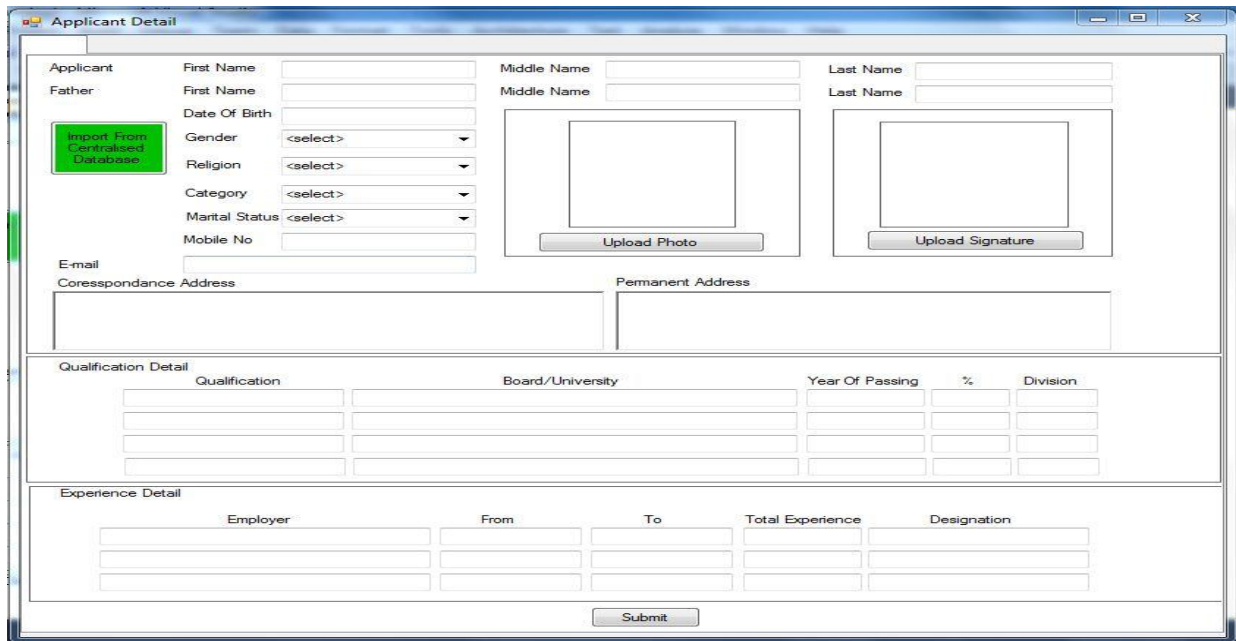 Applicant Detail
Applicant First Name Middle Name Last Name
Father First Name Middle Name Last Name
Date Of Birth
Import From
Centralised
Database
Gender <select>
Religion <select>
Category <select>
Marital Status <select>
Mobile No
Upload Photo Upload Signature
E-mail
Coresspondance Address Permanent Address
Qualification Detail
Qualification Board/University Year Of Passing % Division
Experience Detail
Employer From To Total Experience Designation
Submit